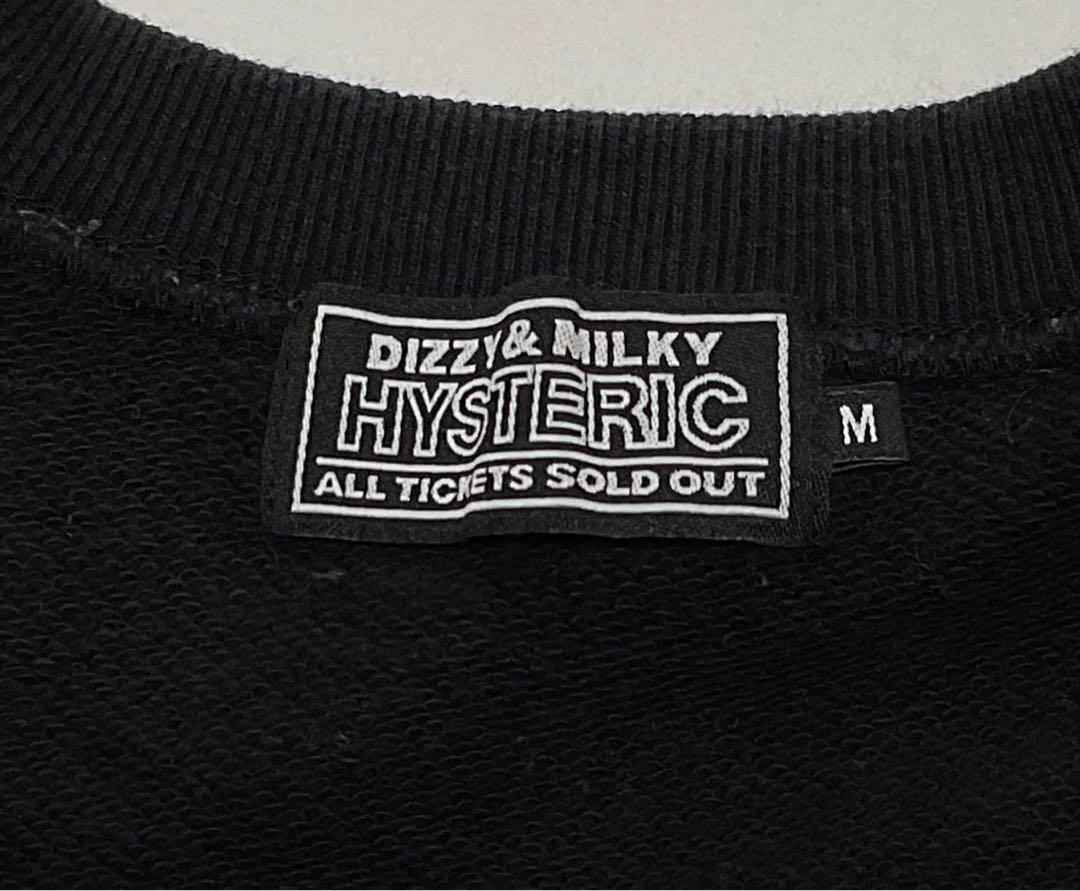 DIZZY & MILKY
HYSTERIC
ALL TICKETS SOLD OUT
M